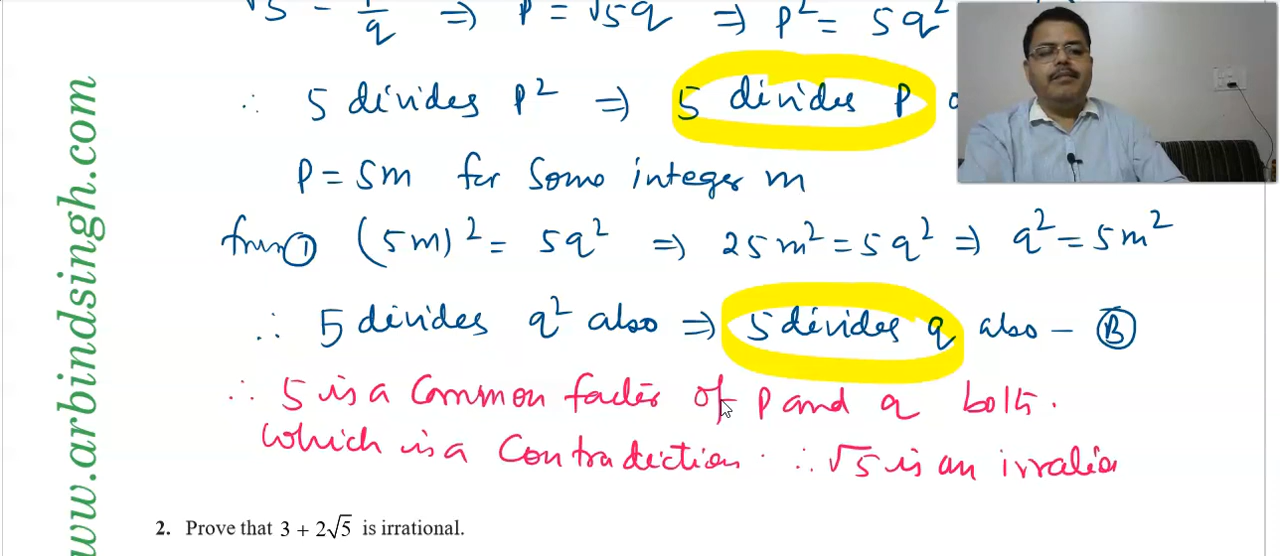 √5 = p/q ⇒ p = √5q ⇒ p² = 5q²
∴ 5 divides p² ⇒ 5 divides p
p = 5m for some integer m
from ① (5m)² = 5q² ⇒ 25m² = 5q² ⇒ q² = 5m²
∴ 5 divides q² also ⇒ 5 divides q also – Ⓑ
∴ 5 is a common factor of p and q both.
which is a contradiction. ∴ √5 is an irratio
2. Prove that 3 + 2√5 is irrational.
ww.arbindsingh.com